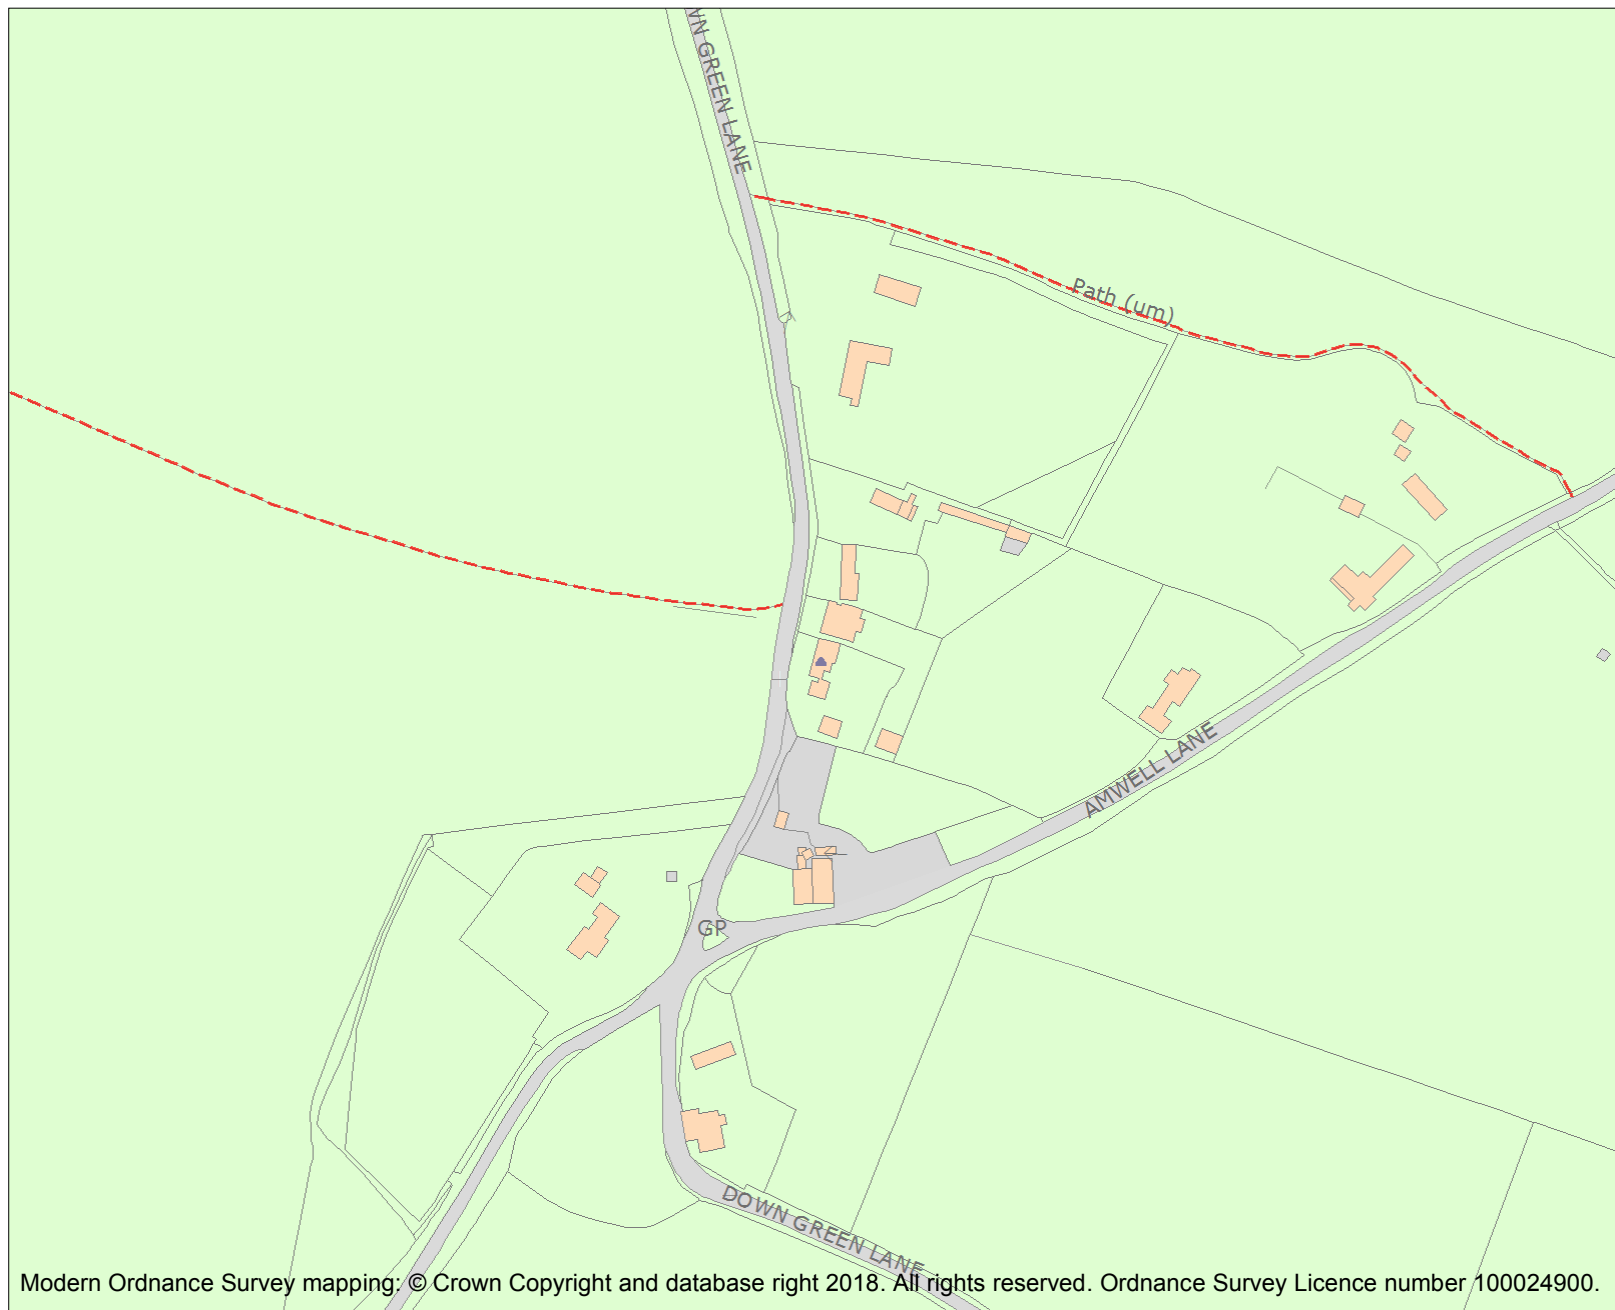 WN GREEN LANE
Path (um)
AMWELL LANE
GP
DOWN GREEN LANE
Modern Ordnance Survey mapping: © Crown Copyright and database right 2018. All rights reserved. Ordnance Survey Licence number 100024900.